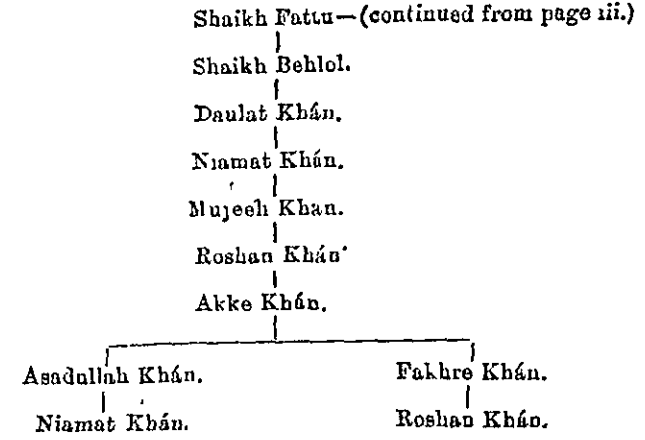 Shaikh Fattu—(continued from page iii.)
Shaikh Behlol.
Daulat Khán.
Niamat Khán.
Mujeeh Khan.
Roshan Khán
Akke Khán.
Asadullah Khán. Fakhre Khán.
Niamat Khán. Roshan Khán.